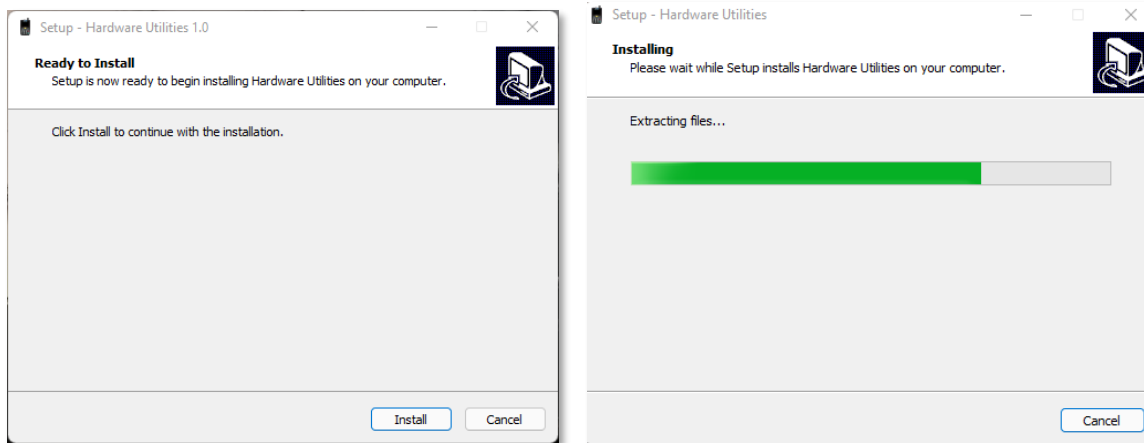 Setup - Hardware Utilities 1.0
Ready to Install
Setup is now ready to begin installing Hardware Utilities on your computer.
Click Install to continue with the installation.
Install
Cancel
Setup - Hardware Utilities
Installing
Please wait while Setup installs Hardware Utilities on your computer.
Extracting files...
Cancel